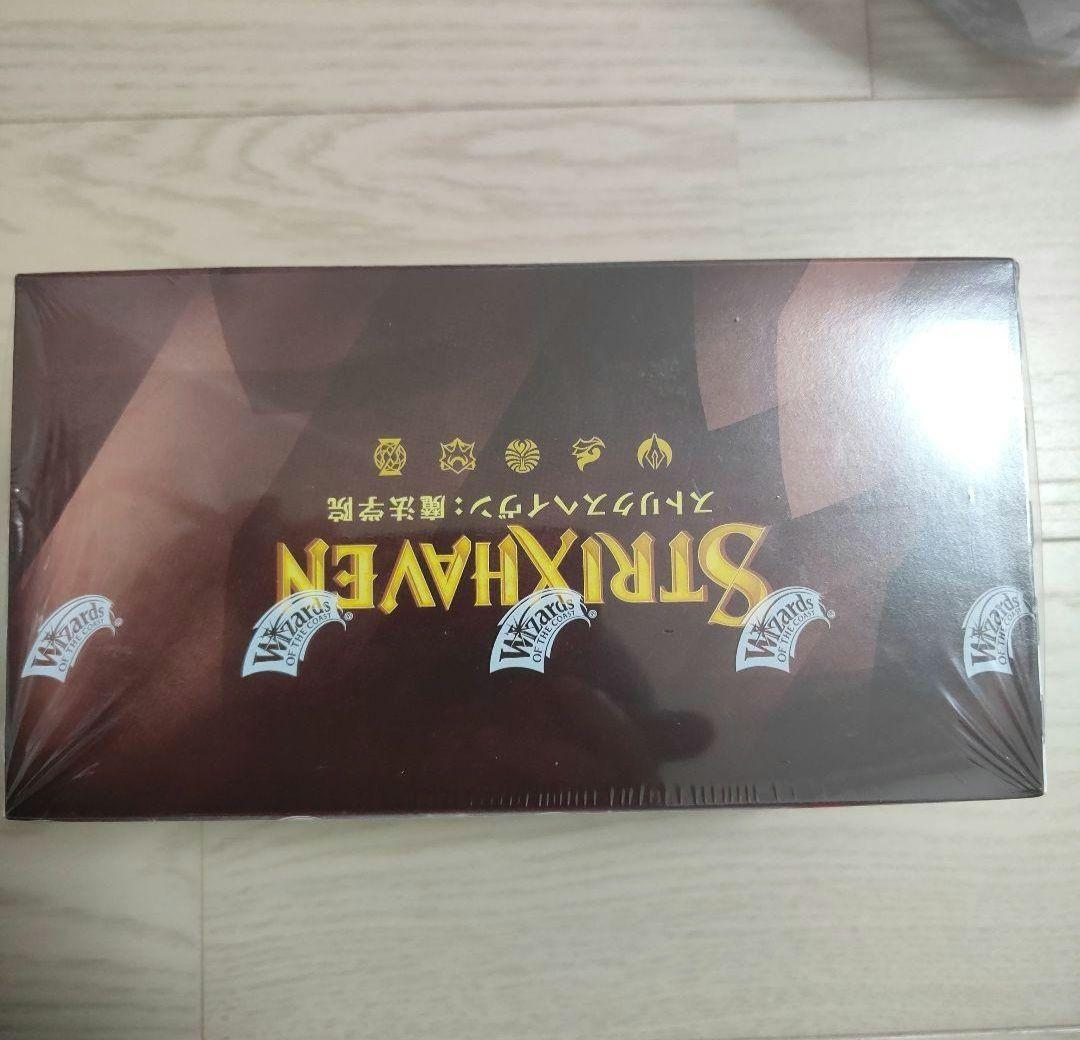 STRIXHAVEN
ストリクスヘイヴン：魔法学院
Wizards
OF THE COAST
®
Wizards
OF THE COAST
®
Wizards
OF THE COAST
®
Wizards
OF THE COAST
®
Wizards
OF THE COAST